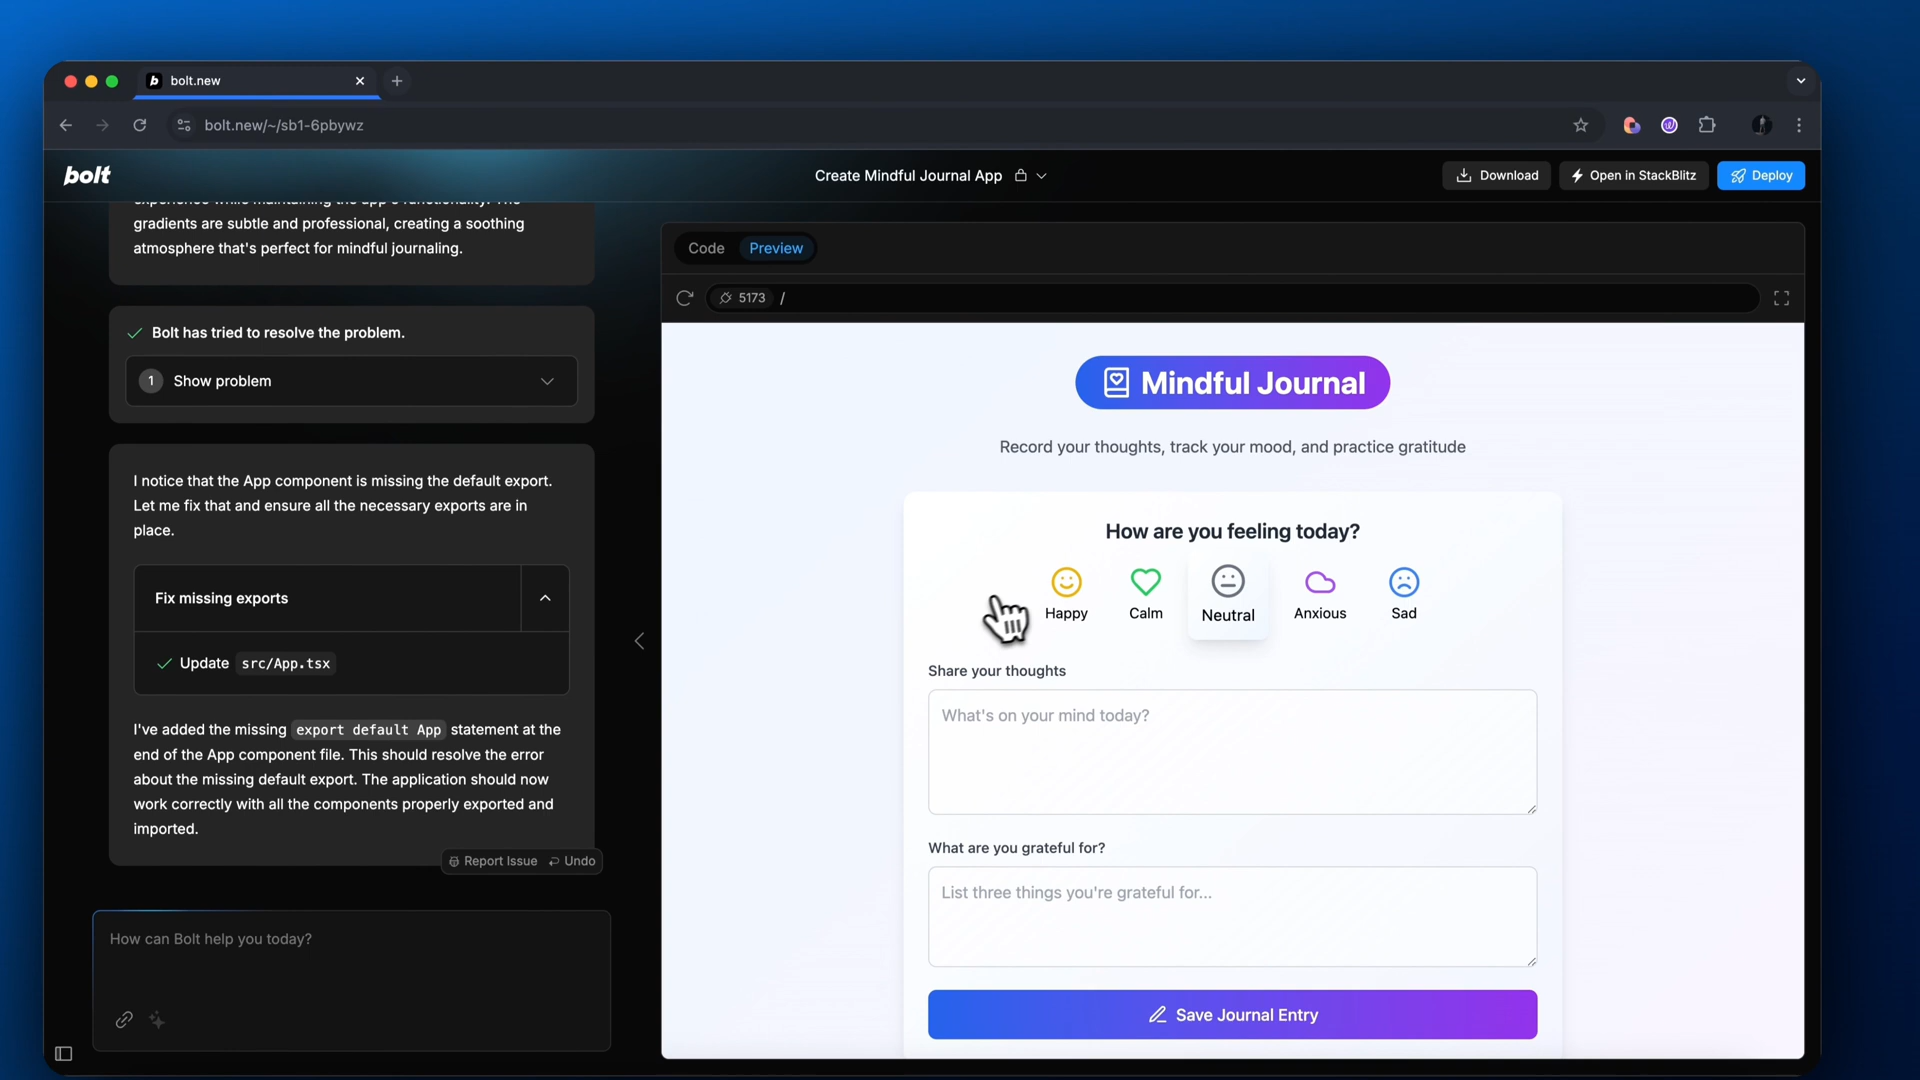 bolt.new
bolt.new/~/sb1-6pbywz
bolt
Create Mindful Journal App
Download
Open in StackBlitz
Deploy
experience while maintaining the app's functionality. The
gradients are subtle and professional, creating a soothing
atmosphere that's perfect for mindful journaling.
Bolt has tried to resolve the problem.
1 Show problem
I notice that the App component is missing the default export.
Let me fix that and ensure all the necessary exports are in
place.
Fix missing exports
Update src/App.tsx
I've added the missing export default App statement at the
end of the App component file. This should resolve the error
about the missing default export. The application should now
work correctly with all the components properly exported and
imported.
Report Issue Undo
How can Bolt help you today?
Code Preview
5173 /
Mindful Journal
Record your thoughts, track your mood, and practice gratitude
How are you feeling today?
Happy Calm Neutral Anxious Sad
Share your thoughts
What's on your mind today?
What are you grateful for?
List three things you're grateful for...
Save Journal Entry